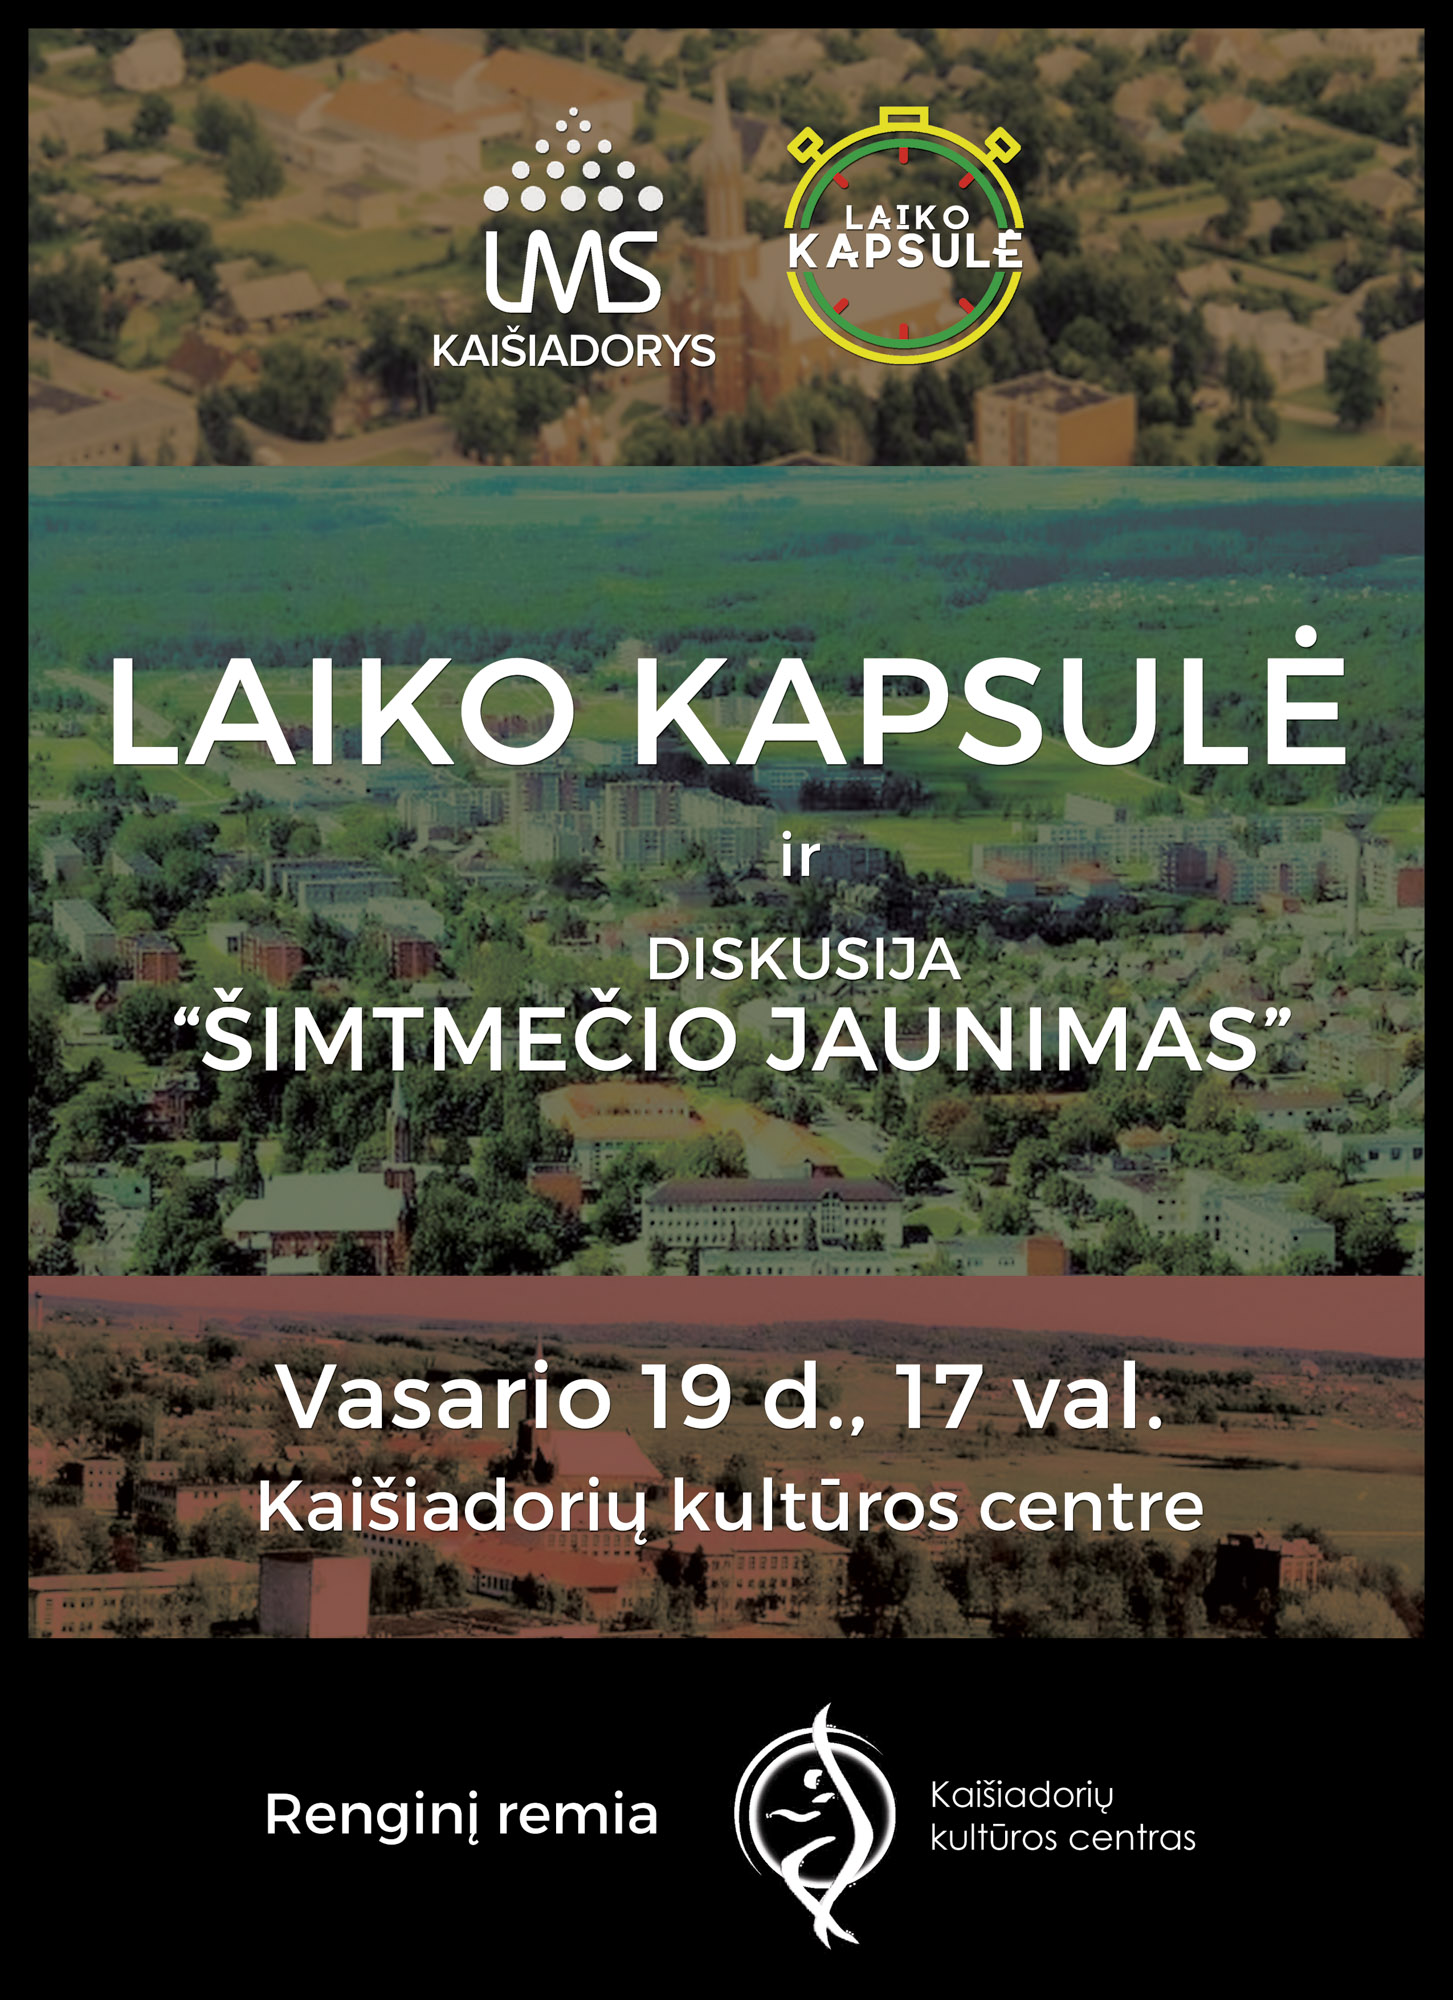 LMS
KAIŠIADORYS
LAIKO
KAPSULĖ
LAIKO KAPSULĖ
ir
DISKUSIJA
“ŠIMTMEČIO JAUNIMAS”
Vasario 19 d., 17 val.
Kaišiadorių kultūros centre
Renginį remia
Kaišiadorių
kultūros centras